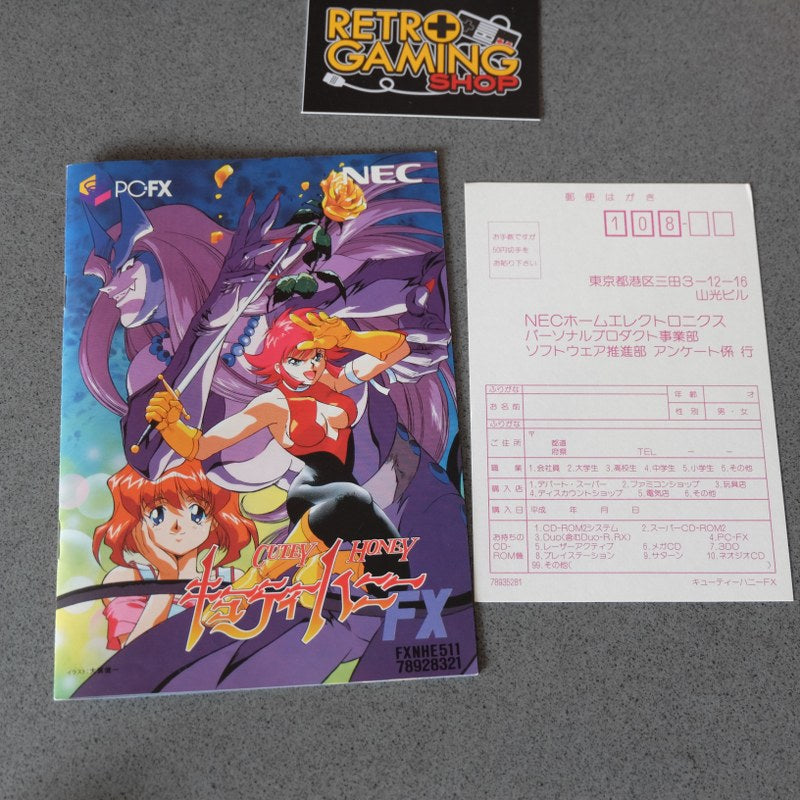 RETRO
GAMING
SHOP
PC-FX
NEC
CUTEY HONEY
キューティーハニー
FX
FXNHE511
78928321
郵便はがき
108-
お手数ですが
50円切手を
お貼り下さい
東京都港区三田3-12-16
山光ビル
NECホームエレクトロニクス
パーソナルプロダクト事業部
ソフトウェア推進部 アンケート係 行
ふりがな
お名前
年齢 才
性別 男・女
ふりがな
ご住所
〒
都道
府県
TEL － －
職業 1.会社員 2.大学生 3.高校生 4.中学生 5.小学生 6.その他
購入店 1.デパート・スーパー 2.ファミコンショップ 3.玩具店
4.ディスカウントショップ 5.電気店 6.その他
購入日 平成 年 月 日
お持ちの
CD-
ROM機
1.CD-ROM2システム 2.スーパーCD-ROM2
3.Duo(含むDuo-R,RX) 4.PC-FX
5.レーザーアクティブ 6.メガCD 7.3DO
8.プレイステーション 9.サターン 10.ネオジオCD
99.その他( )
78935281
キューティーハニーFX